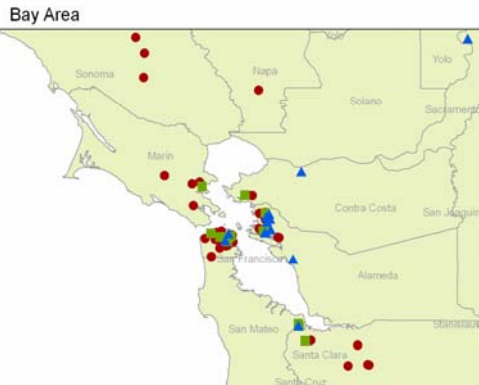 Bay Area
Yolo
Sonoma
Napa
Yolo
Solano
Sacramento
Marin
Contra Costa
San Joaquin
San Francisco
Alameda
San Mateo
Stanislaus
Santa Clara
Santa Cruz